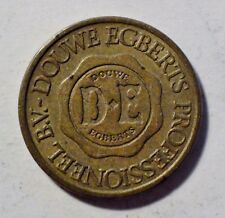 DOUWE EGBERTS PROFESSIONEEL B.V.-
DOUWE
D·E
EGBERTS